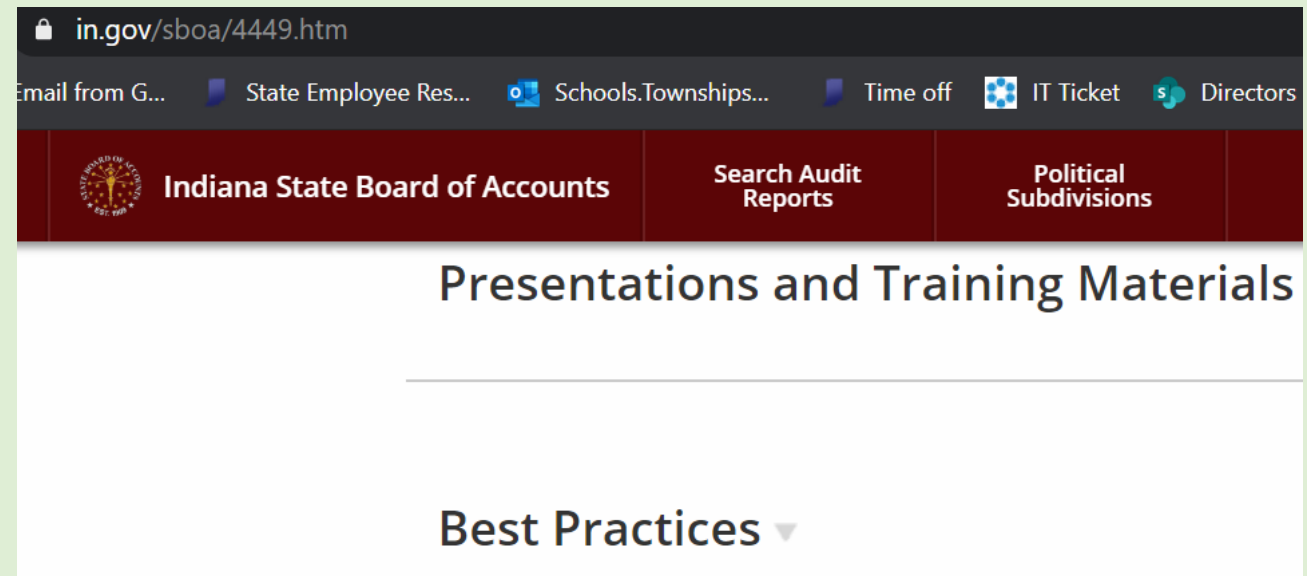 in.gov/sboa/4449.htm
Email from G... State Employee Res... Schools.Townships... Time off IT Ticket Directors
Indiana State Board of Accounts
Search Audit
Reports
Political
Subdivisions
Presentations and Training Materials
Best Practices